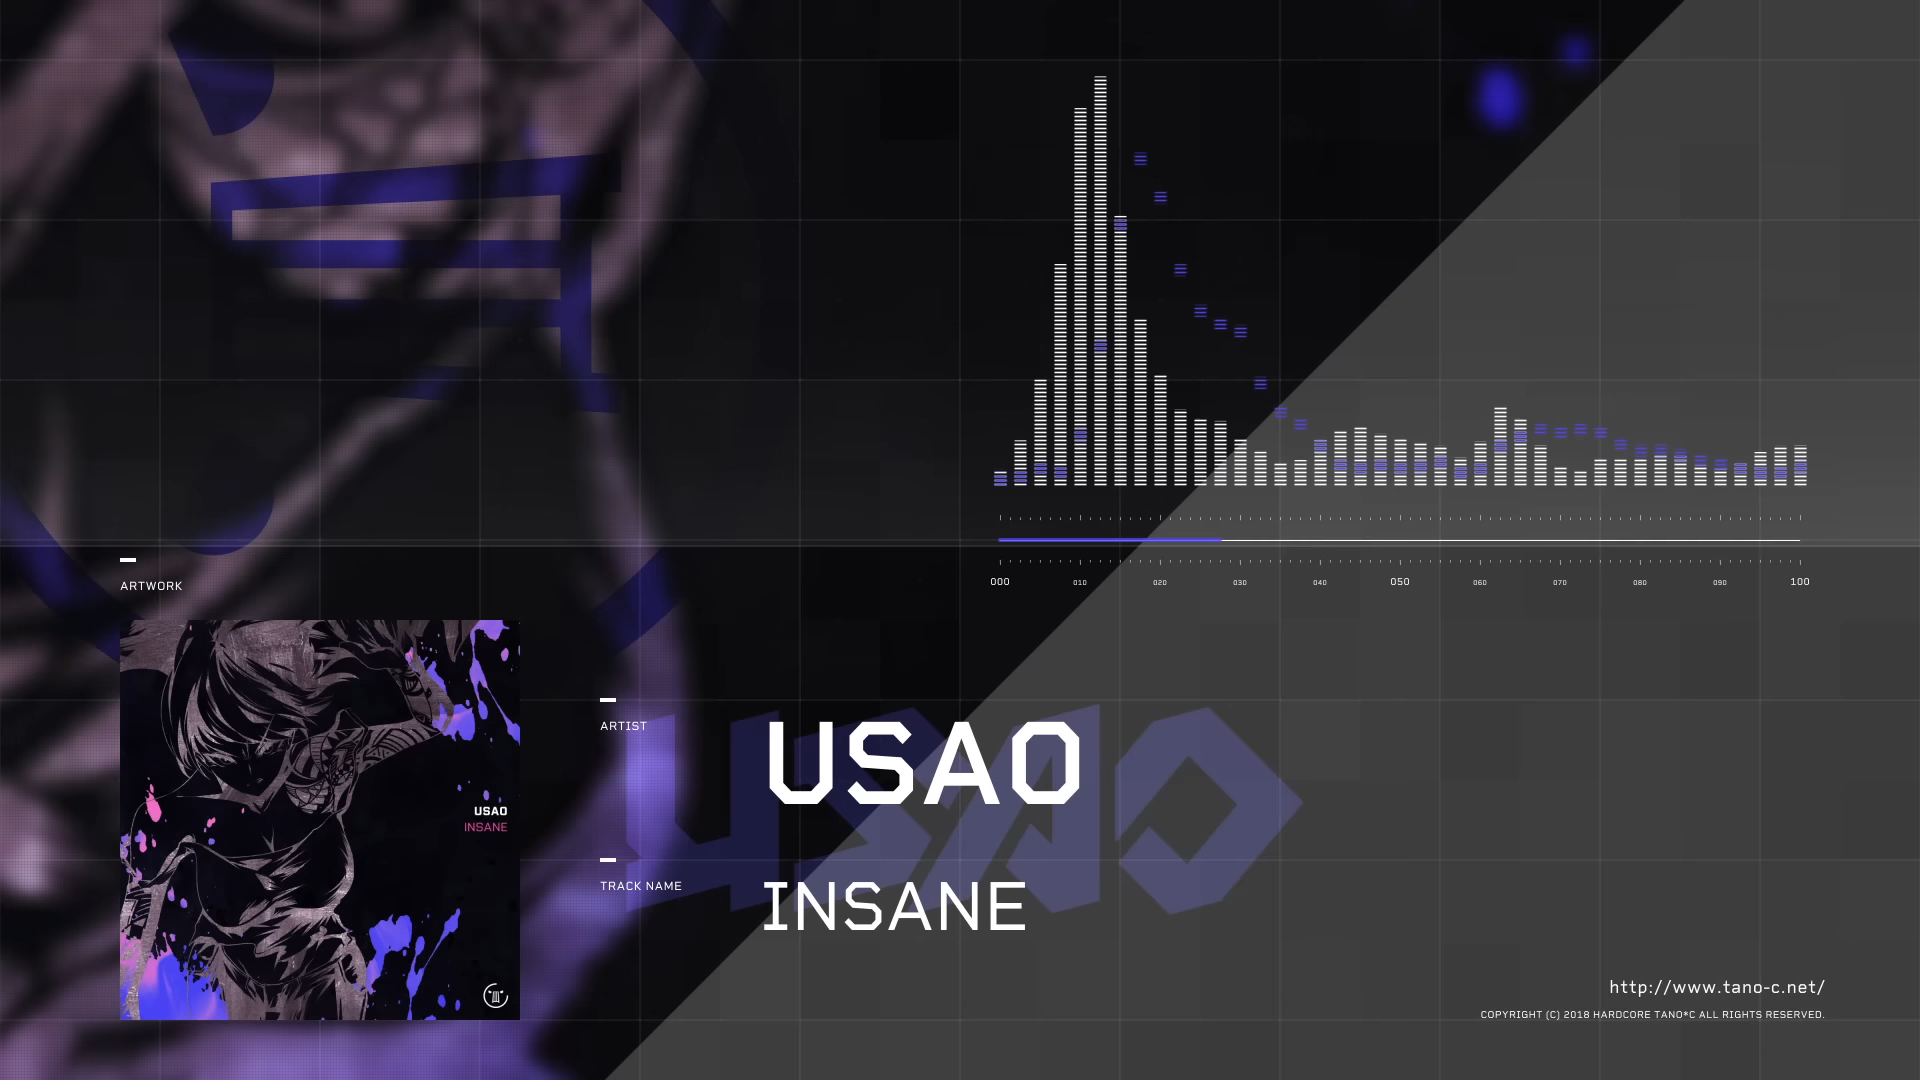 000 010 020 030 040 050 060 070 080 090 100
ARTWORK
USAO
INSANE
ARTIST
USAO
USAO
TRACK NAME
INSANE
http://www.tano-c.net/
COPYRIGHT (C) 2018 HARDCORE TANO*C ALL RIGHTS RESERVED.